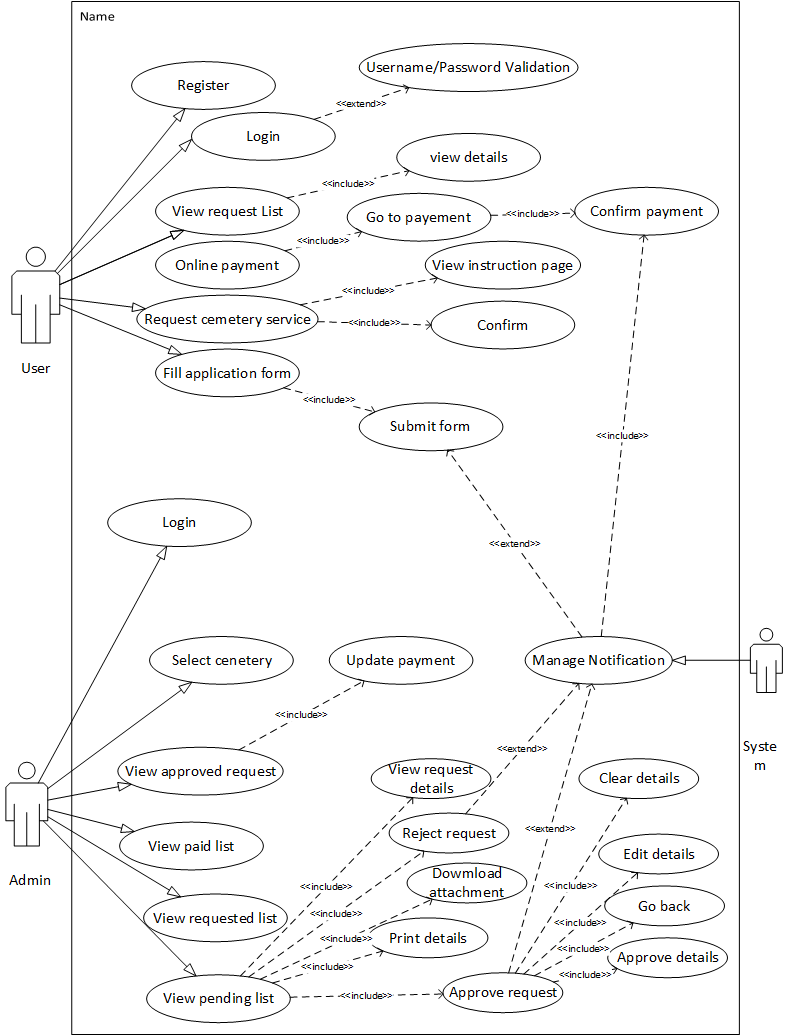 Name
Username/Password Validation
Register
<<extend>>
Login
view details
<<include>>
View request List
Go to payement
<<include>>
Confirm payment
<<include>>
Online payment
View instruction page
<<include>>
Request cemetery service
<<include>>
Confirm
User
Fill application form
<<include>>
Submit form
<<include>>
Login
<<extend>>
Select cenetery
Update payment
Manage Notification
<<include>>
<<extend>>
Syste
m
View approved request
View request
details
Clear details
<<extend>>
Reject request
View paid list
Edit details
Admin
Dowmload
attachment
<<include>>
<<include>>
Go back
View requested list
<<include>>
<<include>>
Print details
<<include>>
<<include>>
Approve details
<<include>>
<<include>>
View pending list
<<include>>
Approve request